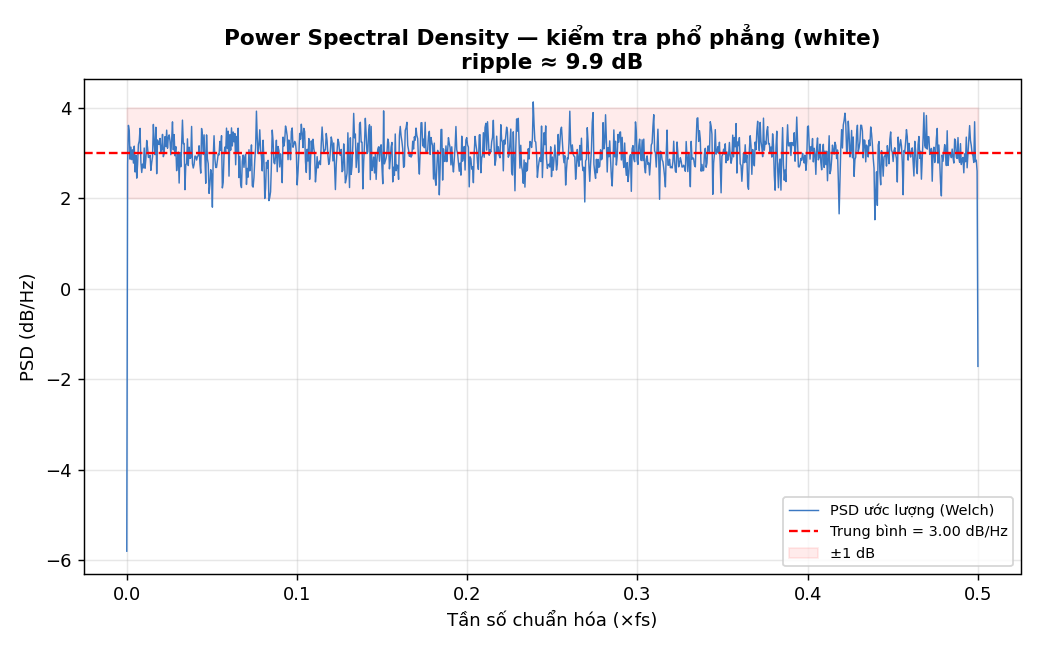 Power Spectral Density — kiểm tra phổ phẳng (white)
ripple ≈ 9.9 dB
PSD (dB/Hz)
4
2
0
−2
−4
−6
PSD ước lượng (Welch)
Trung bình = 3.00 dB/Hz
±1 dB
0.0 0.1 0.2 0.3 0.4 0.5
Tần số chuẩn hóa (×fs)